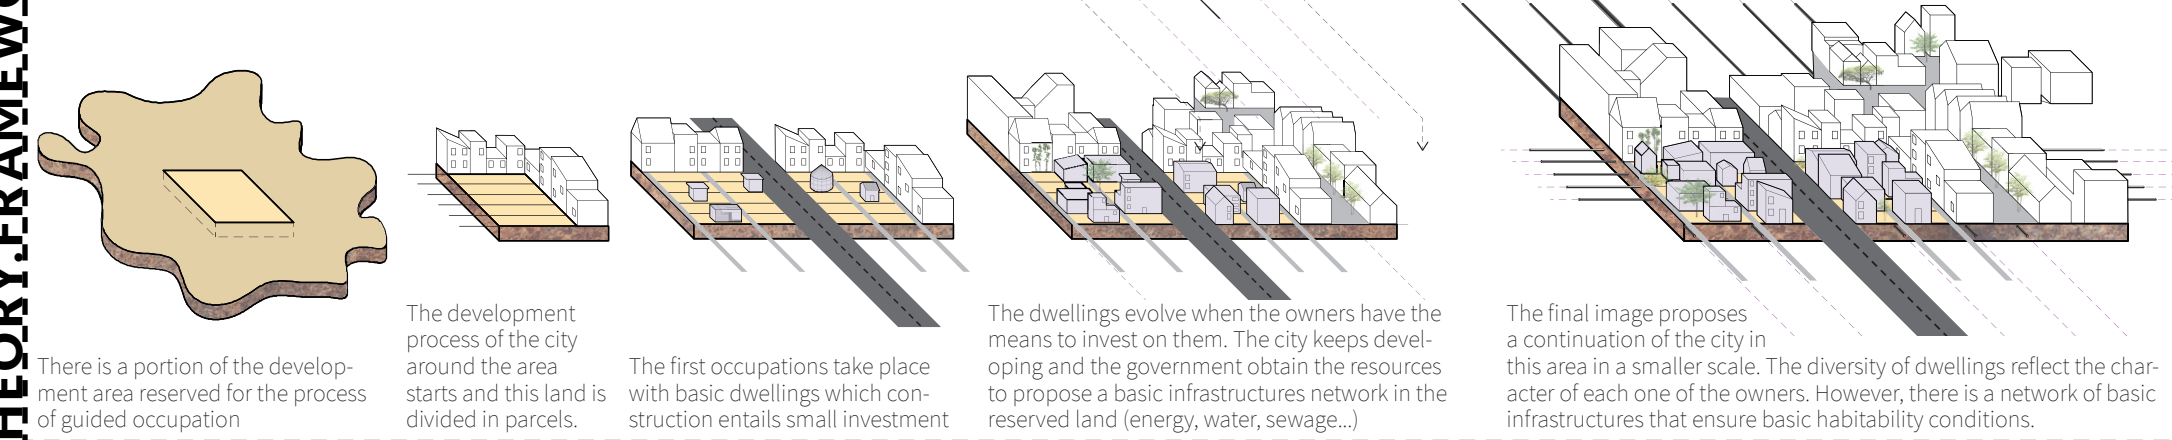 HEORY.FRAMEWO
There is a portion of the develop-
ment area reserved for the process
of guided occupation
The development
process of the city
around the area
starts and this land is
divided in parcels.
The first occupations take place
with basic dwellings which con-
struction entails small investment
The dwellings evolve when the owners have the
means to invest on them. The city keeps devel-
oping and the government obtain the resources
to propose a basic infrastructures network in the
reserved land (energy, water, sewage...)
The final image proposes
a continuation of the city in
this area in a smaller scale. The diversity of dwellings reflect the char-
acter of each one of the owners. However, there is a network of basic
infrastructures that ensure basic habitability conditions.